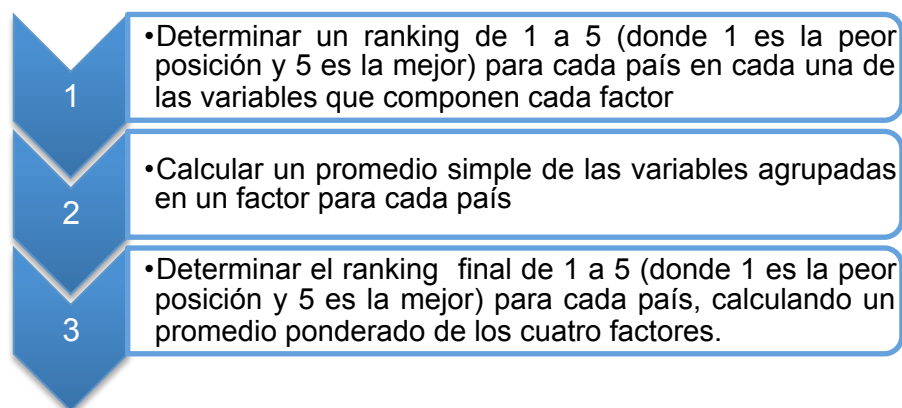 1
•Determinar un ranking de 1 a 5 (donde 1 es la peor
posición y 5 es la mejor) para cada país en cada una de
las variables que componen cada factor
2
•Calcular un promedio simple de las variables agrupadas
en un factor para cada país
3
•Determinar el ranking final de 1 a 5 (donde 1 es la peor
posición y 5 es la mejor) para cada país, calculando un
promedio ponderado de los cuatro factores.